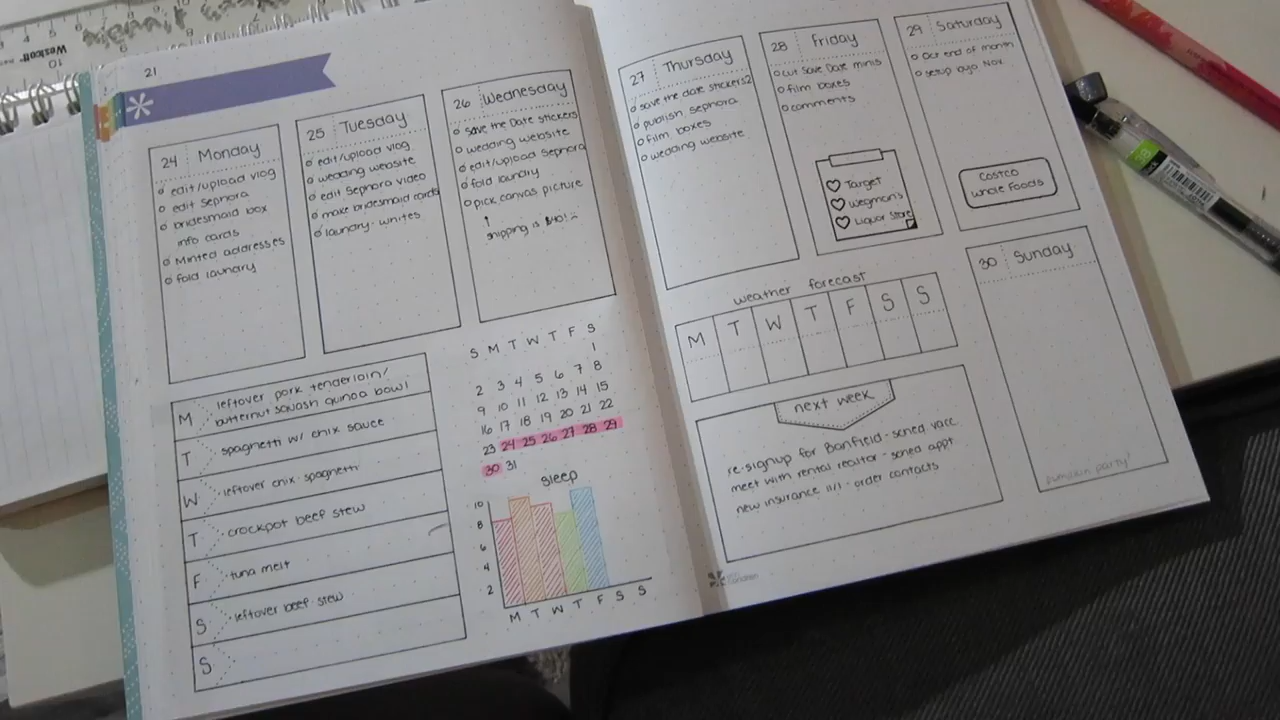 Westcott
21
24 Monday
edit/upload vlog
edit Sephora
bridesmaid box
info cards
Minted addresses
fold laundry
25 Tuesday
edit/upload vlog
wedding website
edit Sephora video
make bridesmaid cards
laundry - whites
26 Wednesday
save the Date stickers
wedding website
edit/upload Sephora
fold laundry
pick canvas picture
shipping is $40!
M leftover pork tenderloin/
butternut squash quinoa bowl
T spaghetti w/ chix sauce
W leftover chix spaghetti
T crockpot beef stew
F tuna melt
S leftover beef stew
S
S M T W T F S
1
2 3 4 5 6 7 8
9 10 11 12 13 14 15
16 17 18 19 20 21 22
23 24 25 26 27 28 29
30 31
sleep
10
8
6
4
2
M T W T F S S
27 Thursday
save the date stickers2
publish Sephora
film boxes
wedding website
28 Friday
cut save Date minis
film boxes
comments
Target
Wegman's
Liquor Store
29 Saturday
Oct end of month
setup bujo Nov.
COSTCO
Whole Foods
weather forecast
M T W T F S S
next week
re-signup for Banfield - sched vacc
meet with rental realtor - sched appt
new insurance 11/1 - order contacts
30 Sunday
pumpkin party?